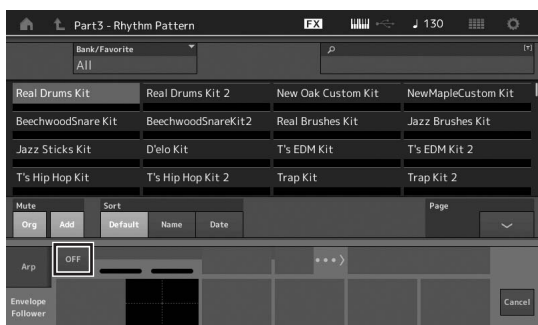 Part3 - Rhythm Pattern FX ♩ 130
Bank/Favorite
All
[T]
Real Drums Kit Real Drums Kit 2 New Oak Custom Kit NewMapleCustom Kit
BeechwoodSnare Kit BeechwoodSnareKit2 Real Brushes Kit Jazz Brushes Kit
Jazz Sticks Kit D'elo Kit T's EDM Kit T's EDM Kit 2
T's Hip Hop Kit T's Hip Hop Kit 2 Trap Kit Trap Kit 2
Mute Sort Page
Org Add Default Name Date
Arp OFF
Envelope
Follower
Cancel